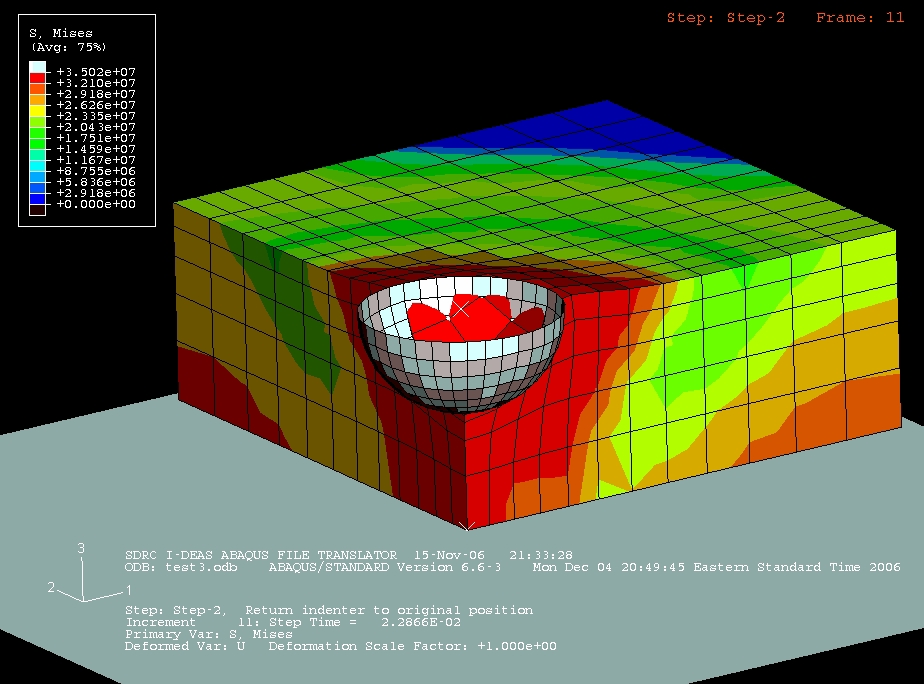 Step: Step-2   Frame: 11
S, Mises
(Avg: 75%)
+3.502e+07
+3.210e+07
+2.918e+07
+2.626e+07
+2.335e+07
+2.043e+07
+1.751e+07
+1.459e+07
+1.167e+07
+8.755e+06
+5.836e+06
+2.918e+06
+0.000e+00
3
2
1
SDRC I-DEAS ABAQUS FILE TRANSLATOR  15-Nov-06   21:33:28
ODB: test3.odb    ABAQUS/STANDARD Version 6.6-3    Mon Dec 04 20:49:45 Eastern Standard Time 2006
Step: Step-2,  Return indenter to original position
Increment     11: Step Time =   2.2866E-02
Primary Var: S, Mises
Deformed Var: U   Deformation Scale Factor: +1.000e+00